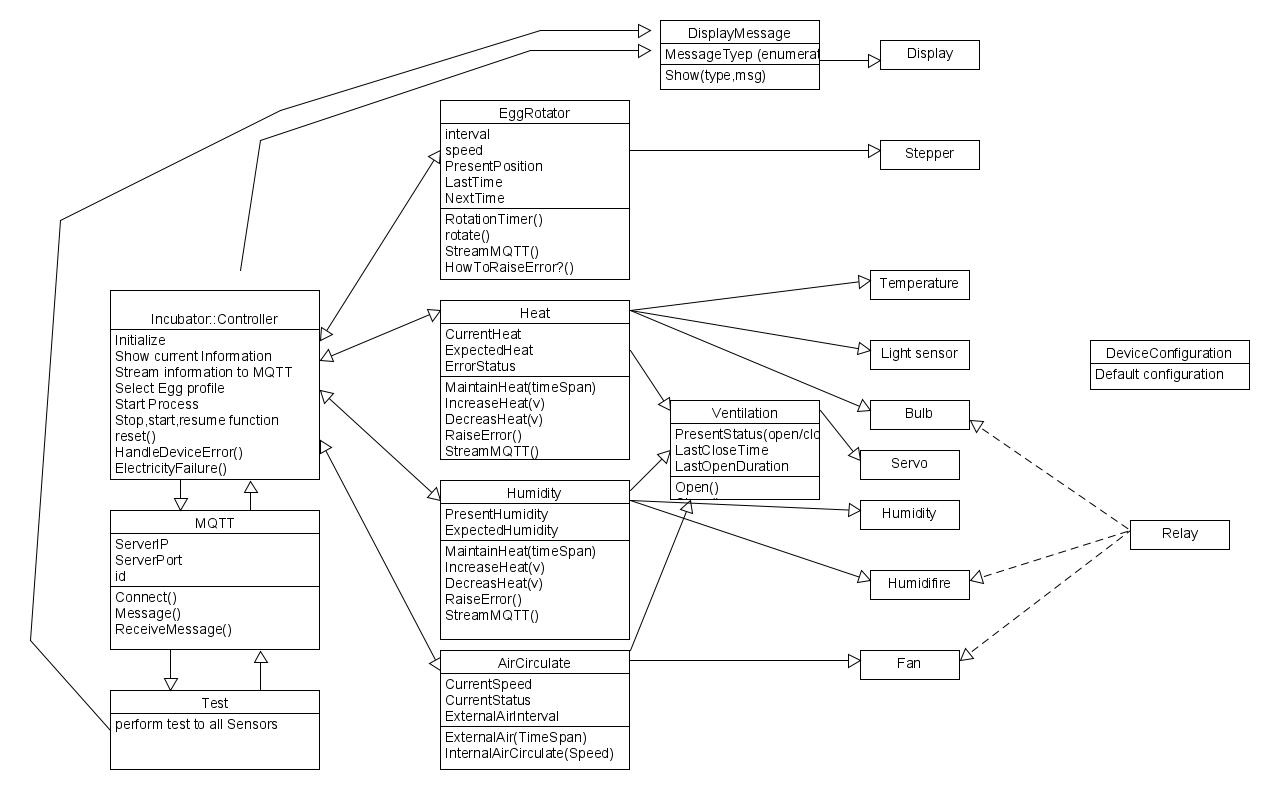 DisplayMessage
MessageTyep (enumerat
Show(type,msg)
Display
EggRotator
interval
speed
PresentPosition
LastTime
NextTime
RotationTimer()
rotate()
StreamMQTT()
HowToRaiseError?()
Stepper
Incubator::Controller
Initialize
Show current Information
Stream information to MQTT
Select Egg profile
Start Process
Stop,start,resume function
reset()
HandleDeviceError()
ElectricityFailure()
Heat
CurrentHeat
ExpectedHeat
ErrorStatus
MaintainHeat(timeSpan)
IncreaseHeat(v)
DecreasHeat(v)
RaiseError()
StreamMQTT()
Temperature
Light sensor
Bulb
DeviceConfiguration
Default configuration
Ventilation
PresentStatus(open/clo
LastCloseTime
LastOpenDuration
Open()
Servo
Humidity
PresentHumidity
ExpectedHumidity
MaintainHeat(timeSpan)
IncreaseHeat(v)
DecreasHeat(v)
RaiseError()
StreamMQTT()
Humidity
Humidifire
Relay
MQTT
ServerIP
ServerPort
id
Connect()
Message()
ReceiveMessage()
AirCirculate
CurrentSpeed
CurrentStatus
ExternalAirInterval
ExternalAir(TimeSpan)
InternalAirCirculate(Speed)
Fan
Test
perform test to all Sensors